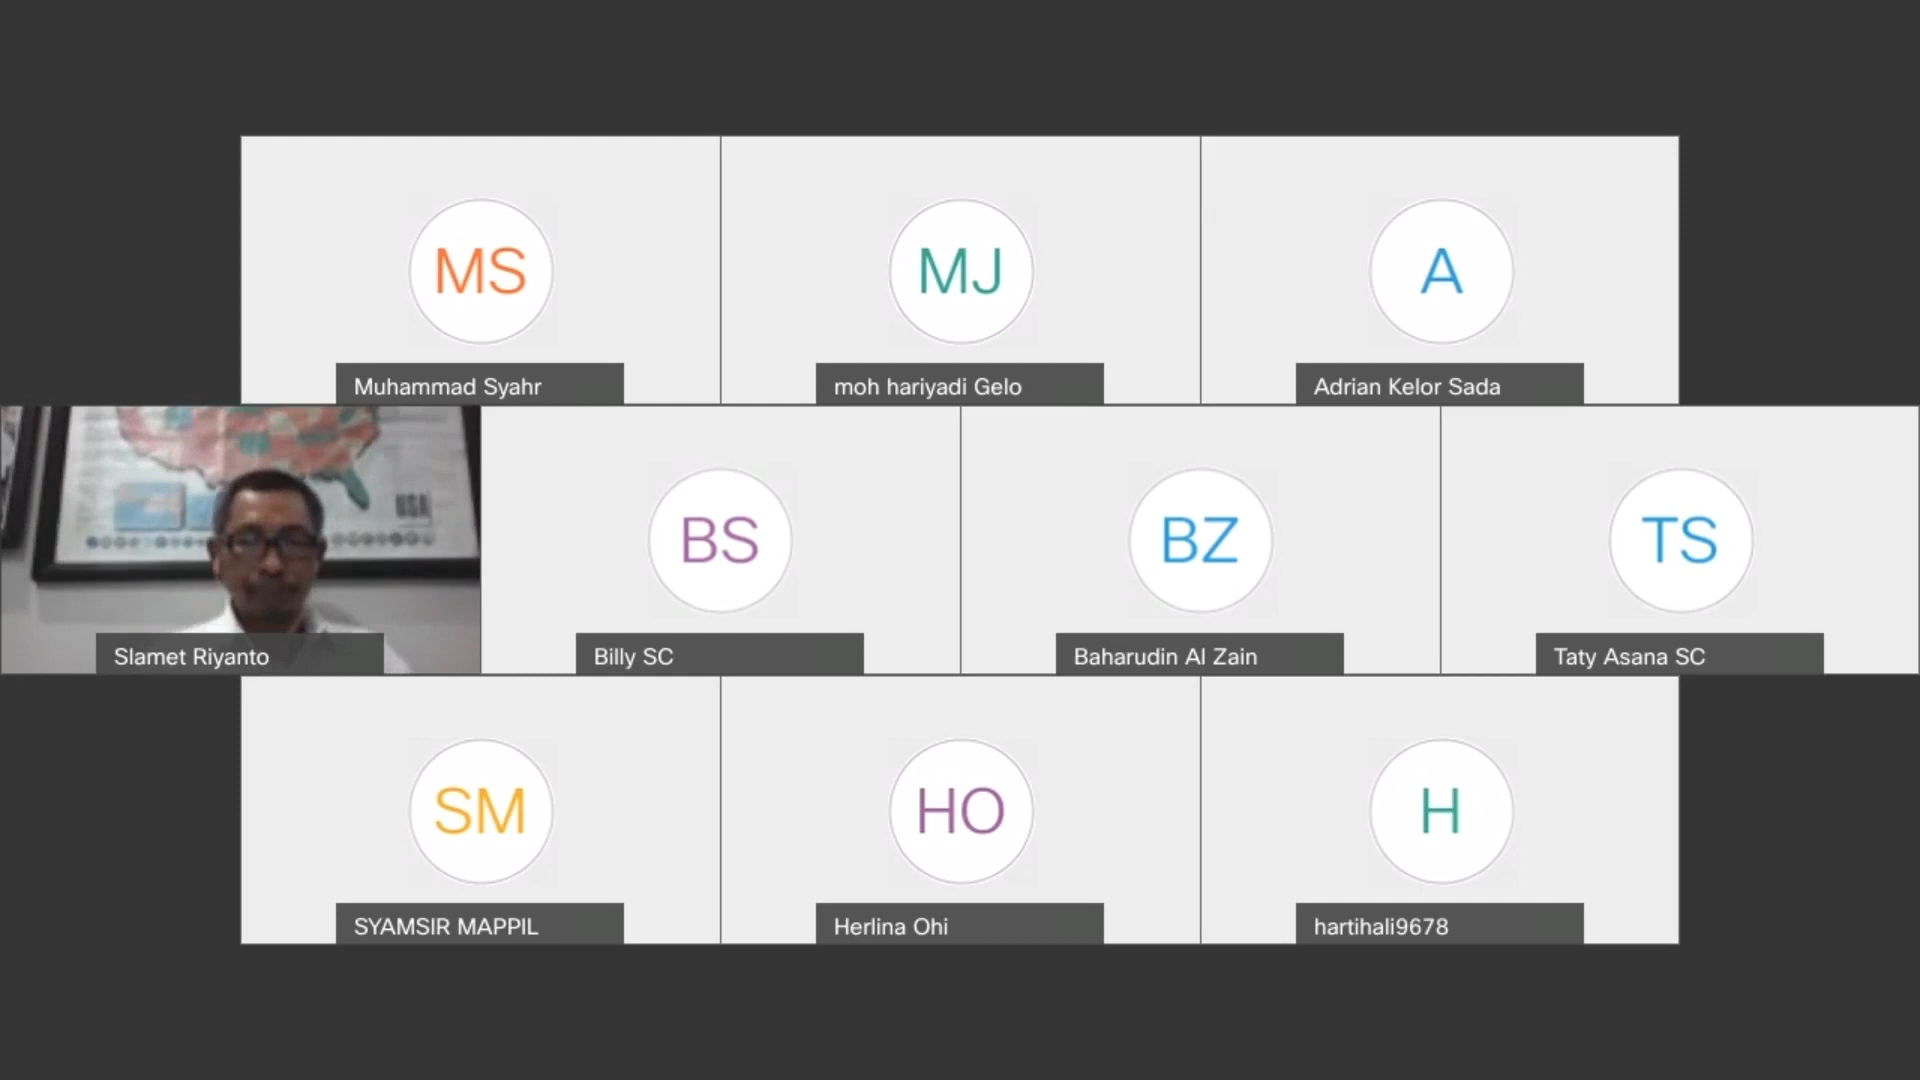 MS
Muhammad Syahr
MJ
moh hariyadi Gelo
A
Adrian Kelor Sada
USA
Slamet Riyanto
BS
Billy SC
BZ
Baharudin Al Zain
TS
Taty Asana SC
SM
SYAMSIR MAPPIL
HO
Herlina Ohi
H
hartihali9678